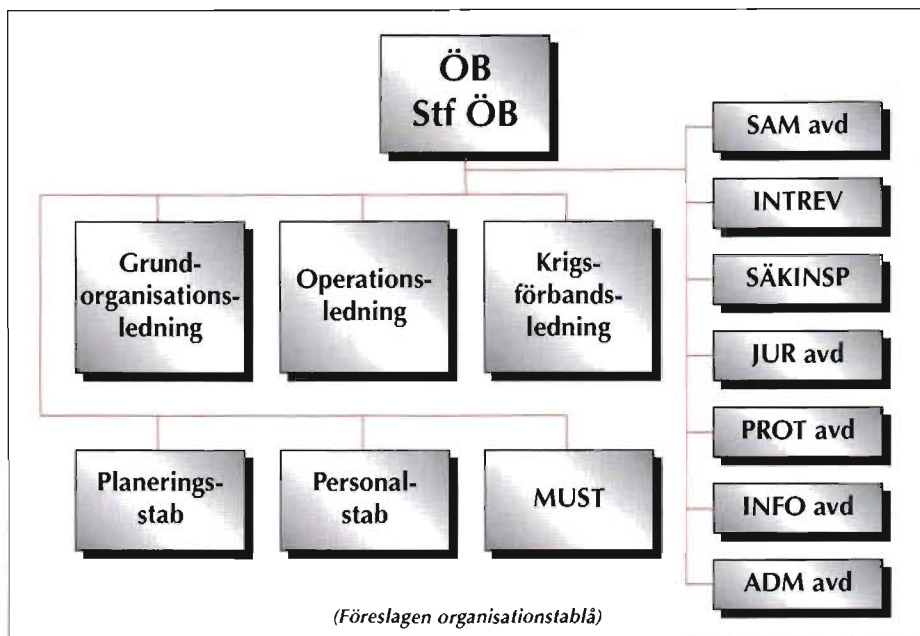 ÖB
Stf ÖB
SAM avd
INTREV
SÄKINSP
JUR avd
PROT avd
INFO avd
ADM avd
Grund-
organisations-
ledning
Operations-
ledning
Krigs-
förbands-
ledning
Planerings-
stab
Personal-
stab
MUST
(Föreslagen organisationstablå)